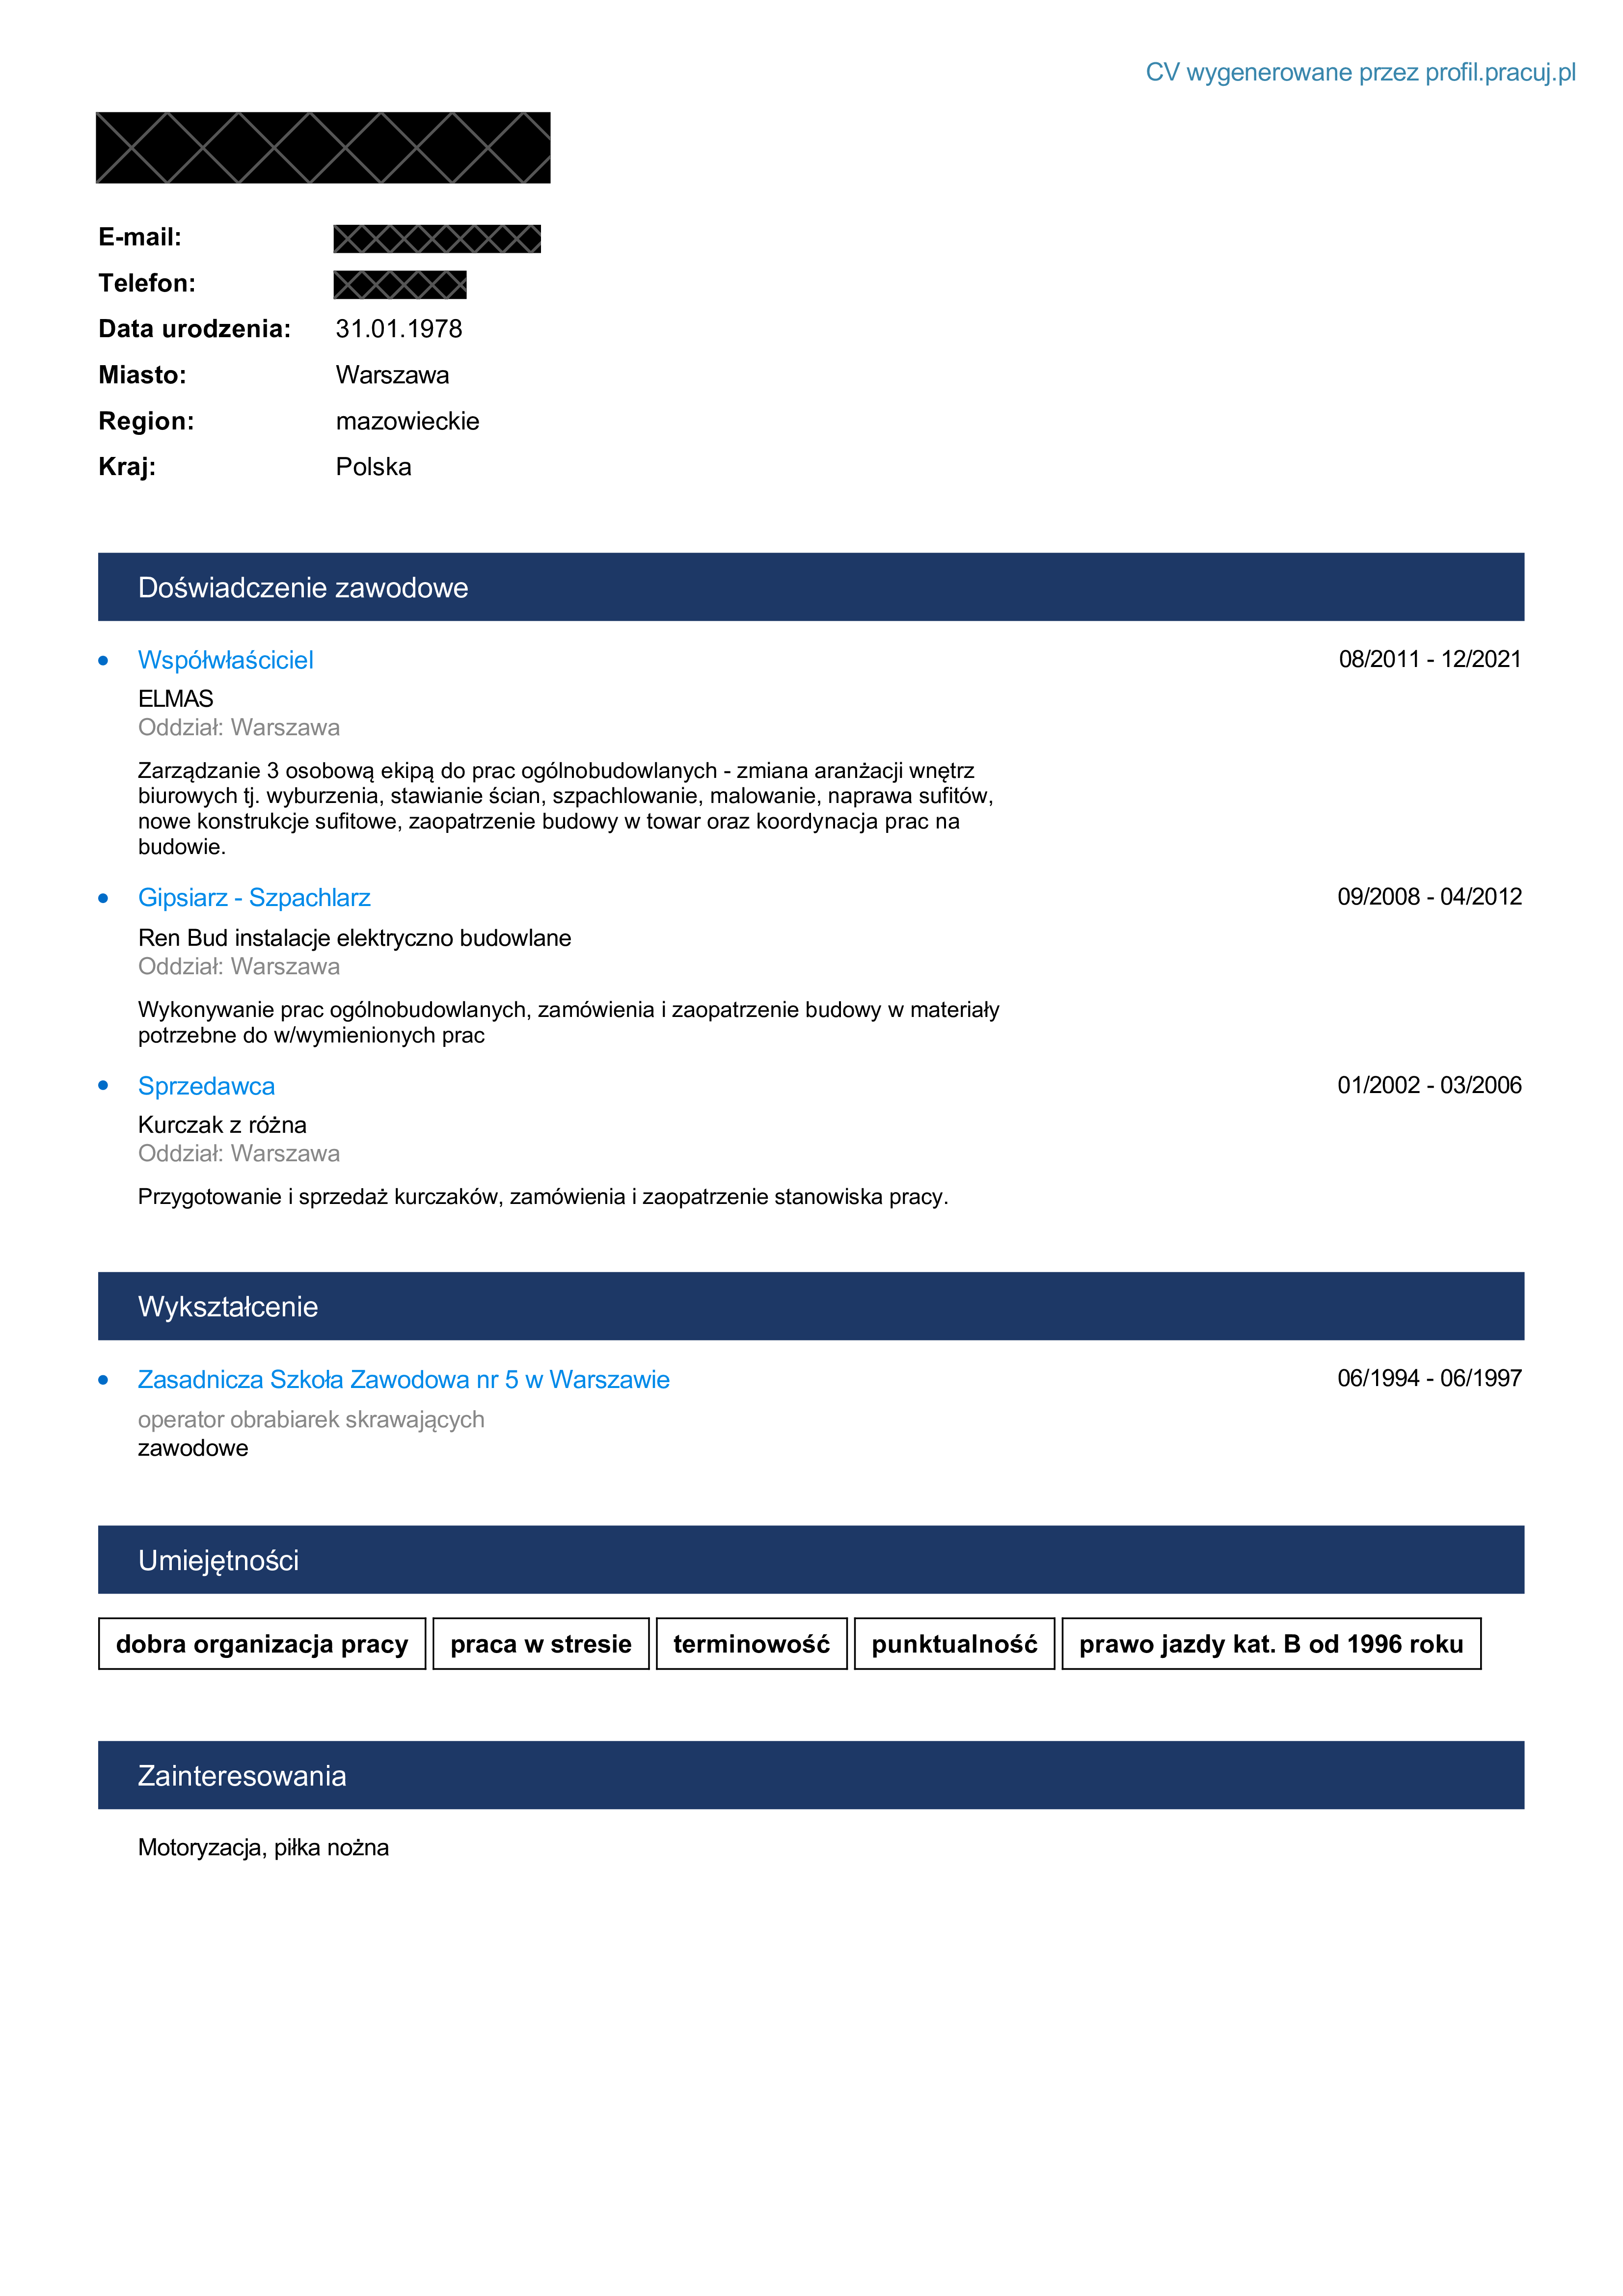 CV wygenerowane przez profil.pracuj.pl
E-mail:
Telefon:
Data urodzenia: 31.01.1978
Miasto: Warszawa
Region: mazowieckie
Kraj: Polska
Doświadczenie zawodowe
Współwłaściciel 08/2011 - 12/2021
ELMAS
Oddział: Warszawa
Zarządzanie 3 osobową ekipą do prac ogólnobudowlanych - zmiana aranżacji wnętrz
biurowych tj. wyburzenia, stawianie ścian, szpachlowanie, malowanie, naprawa sufitów,
nowe konstrukcje sufitowe, zaopatrzenie budowy w towar oraz koordynacja prac na
budowie.
Gipsiarz - Szpachlarz 09/2008 - 04/2012
Ren Bud instalacje elektryczno budowlane
Oddział: Warszawa
Wykonywanie prac ogólnobudowlanych, zamówienia i zaopatrzenie budowy w materiały
potrzebne do w/wymienionych prac
Sprzedawca 01/2002 - 03/2006
Kurczak z różna
Oddział: Warszawa
Przygotowanie i sprzedaż kurczaków, zamówienia i zaopatrzenie stanowiska pracy.
Wykształcenie
Zasadnicza Szkoła Zawodowa nr 5 w Warszawie 06/1994 - 06/1997
operator obrabiarek skrawających
zawodowe
Umiejętności
dobra organizacja pracy praca w stresie terminowość punktualność prawo jazdy kat. B od 1996 roku
Zainteresowania
Motoryzacja, piłka nożna